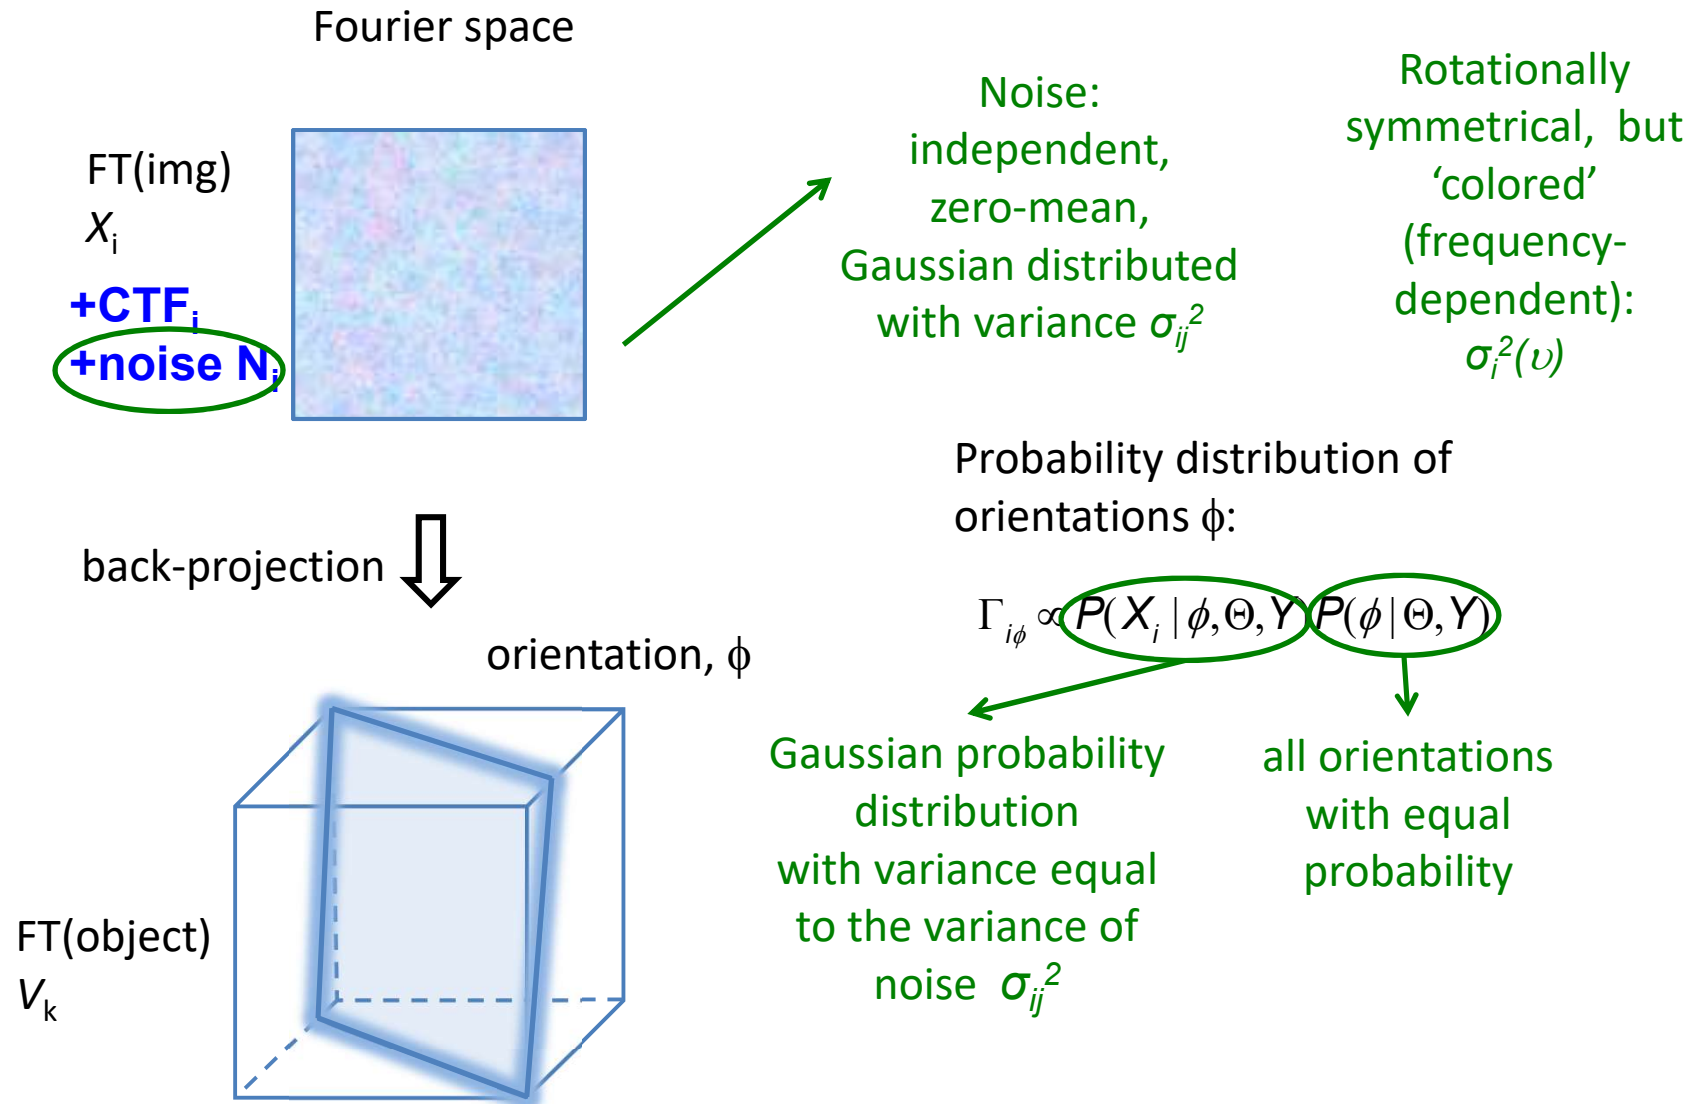 Fourier space
FT(img)
Xi
+CTFi
+noise Ni
Noise:
independent,
zero-mean,
Gaussian distributed
with variance σij²
Rotationally
symmetrical,  but
‘colored’
(frequency-
dependent):
σi²(υ)
back-projection
orientation, ϕ
FT(object)
Vk
Probability distribution of
orientations ϕ:
Γiϕ ∝ P(Xi | ϕ,Θ,Y) P(ϕ | Θ,Y)
Gaussian probability
distribution
with variance equal
to the variance of
noise  σij²
all orientations
with equal
probability